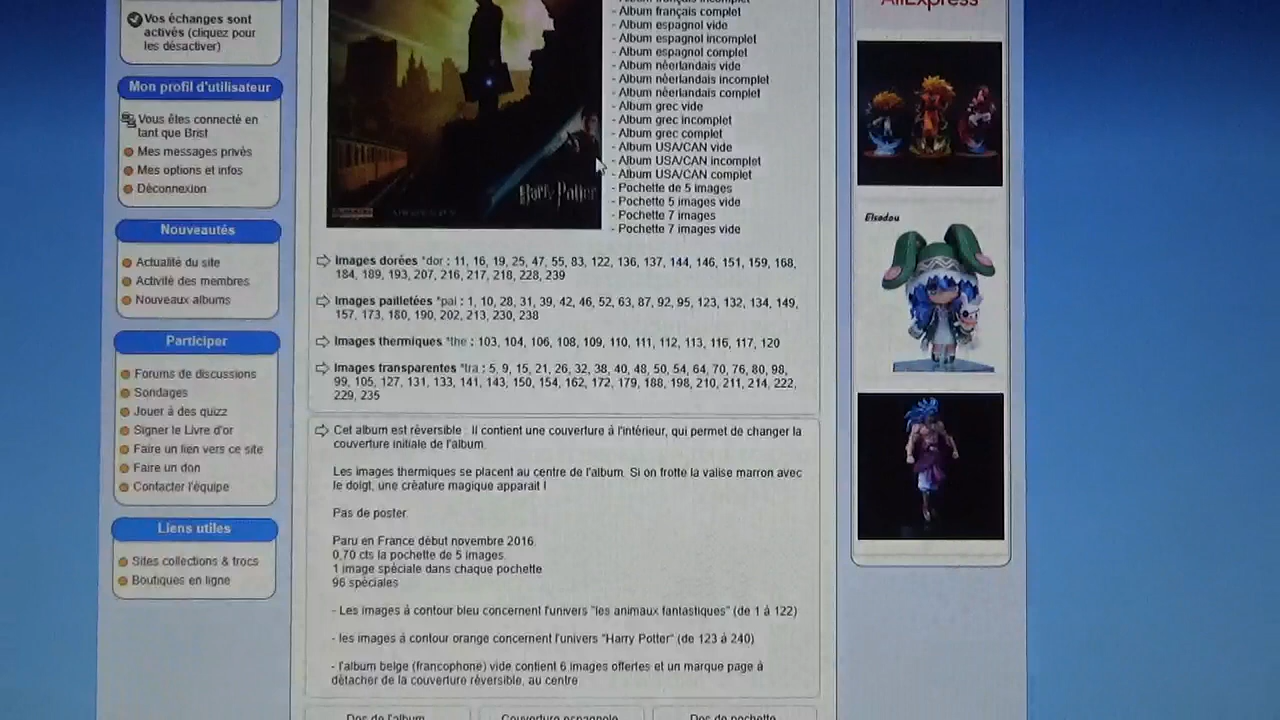 Vos échanges sont
activés (cliquez pour
les désactiver)
Mon profil d'utilisateur
Vous êtes connecté en
tant que Brist
Mes messages privés
Mes options et infos
Déconnexion
Nouveautés
Actualité du site
Activité des membres
Nouveaux albums
Participer
Forums de discussions
Sondages
Jouer à des quizz
Signer le Livre d'or
Faire un lien vers ce site
Faire un don
Contacter l'équipe
Liens utiles
Sites collections & trocs
Boutiques en ligne
Harry Potter
- Album français incomplet
- Album français complet
- Album espagnol vide
- Album espagnol incomplet
- Album espagnol complet
- Album néerlandais vide
- Album néerlandais incomplet
- Album néerlandais complet
- Album grec vide
- Album grec incomplet
- Album grec complet
- Album USA/CAN vide
- Album USA/CAN incomplet
- Album USA/CAN complet
- Pochette de 5 images
- Pochette 5 images vide
- Pochette 7 images
- Pochette 7 images vide
Images dorées *dor : 11, 16, 19, 25, 47, 55, 83, 122, 136, 137, 144, 146, 151, 159, 168,
184, 189, 193, 207, 216, 217, 218, 228, 239
Images pailletées *pai : 1, 10, 28, 31, 39, 42, 46, 52, 63, 87, 92, 95, 123, 132, 134, 149,
157, 173, 180, 190, 202, 213, 230, 238
Images thermiques *the : 103, 104, 106, 108, 109, 110, 111, 112, 113, 116, 117, 120
Images transparentes *tra : 5, 9, 15, 21, 26, 32, 38, 40, 48, 50, 54, 64, 70, 76, 80, 98,
99, 105, 127, 131, 133, 141, 143, 150, 154, 162, 172, 179, 188, 198, 210, 211, 214, 222,
229, 235
Cet album est réversible : Il contient une couverture à l'intérieur, qui permet de changer la
couverture initiale de l'album.
Les images thermiques se placent au centre de l'album. Si on frotte la valise marron avec
le doigt, une créature magique apparait !
Pas de poster.
Paru en France début novembre 2016.
0,70 cts la pochette de 5 images.
1 image spéciale dans chaque pochette
96 spéciales
- Les images à contour bleu concernent l'univers "les animaux fantastiques" (de 1 à 122)
- les images à contour orange concernent l'univers "Harry Potter" (de 123 à 240)
- l'album belge (francophone) vide contient 6 images offertes et un marque page à
détacher de la couverture réversible, au centre
Dos de l'album
Couverture espagnole
Dos de pochette
AliExpress
Elsadou